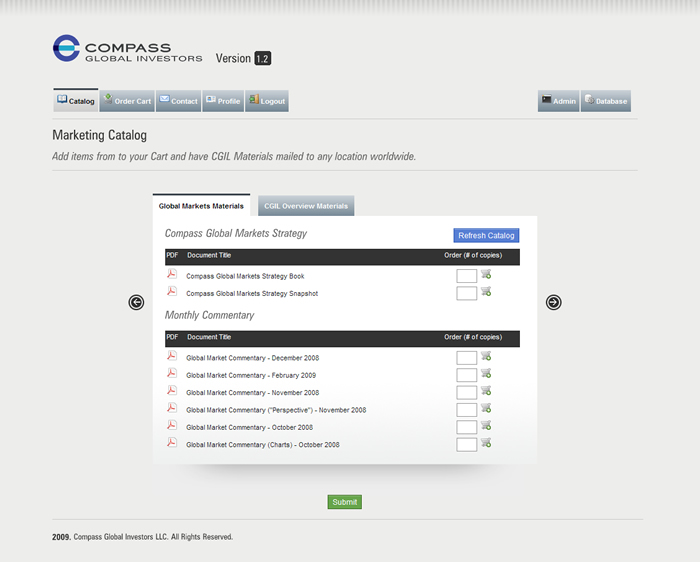 COMPASS
GLOBAL INVESTORS
Version 1.2
Catalog Order Cart Contact Profile Logout Admin Database
Marketing Catalog
Add items from to your Cart and have CGIL Materials mailed to any location worldwide.
Global Markets Materials CGIL Overview Materials
Compass Global Markets Strategy Refresh Catalog
PDF Document Title Order (# of copies)
Compass Global Markets Strategy Book
Compass Global Markets Strategy Snapshot
Monthly Commentary
PDF Document Title Order (# of copies)
Global Market Commentary - December 2008
Global Market Commentary - February 2009
Global Market Commentary - November 2008
Global Market Commentary ("Perspective") - November 2008
Global Market Commentary - October 2008
Global Market Commentary (Charts) - October 2008
Submit
2009. Compass Global Investors LLC. All Rights Reserved.